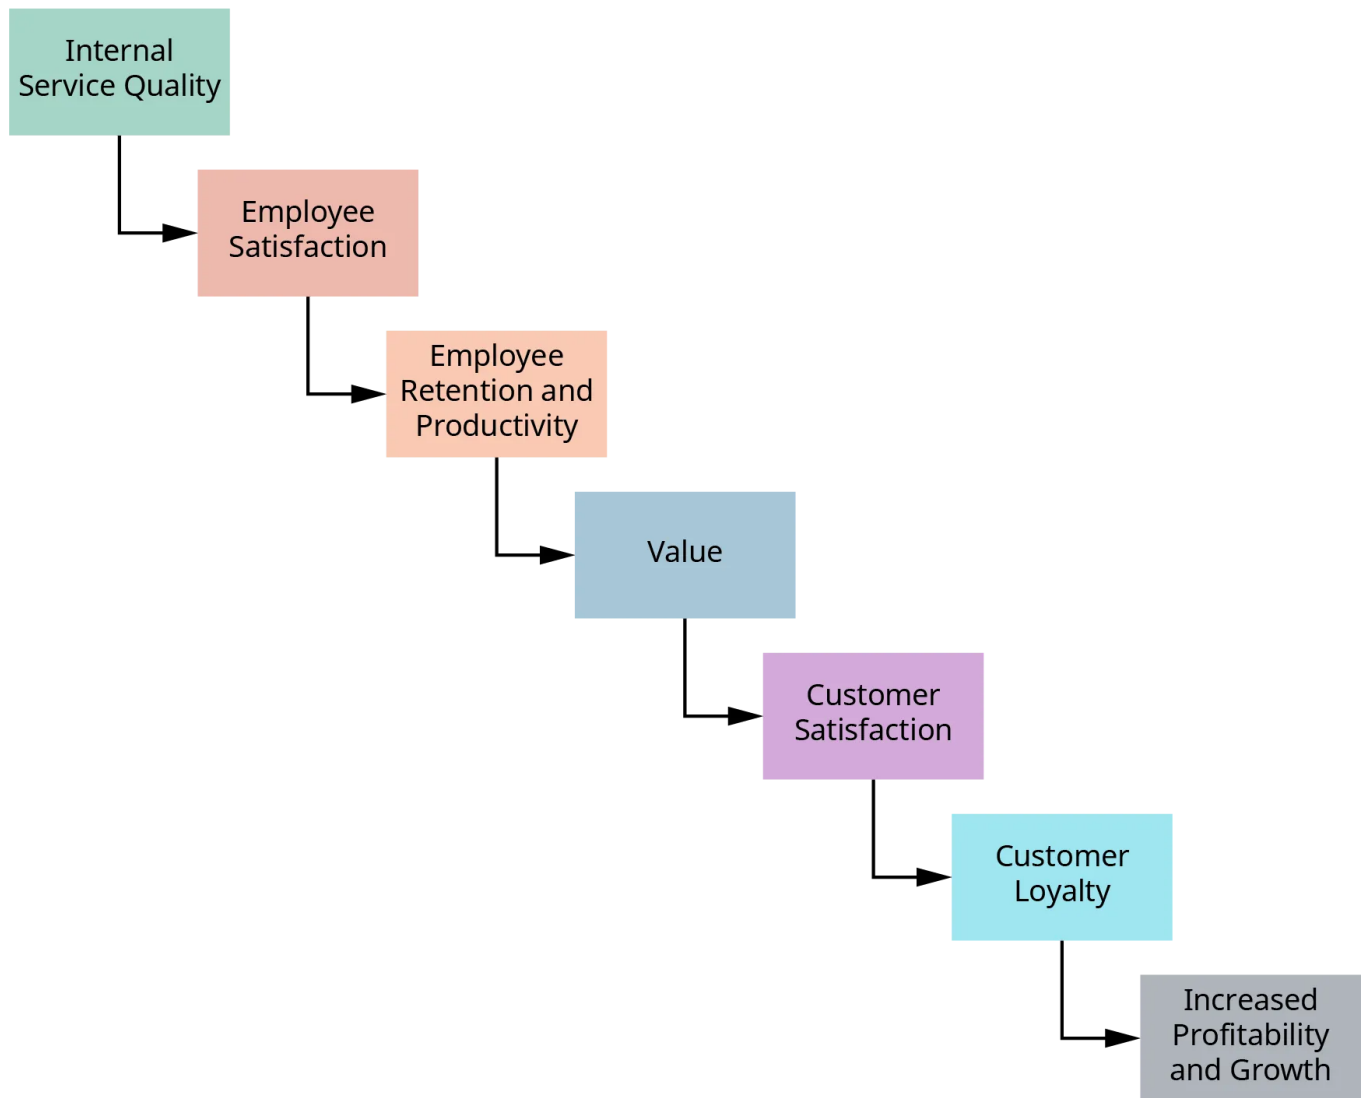 Internal
Service Quality
Employee
Satisfaction
Employee
Retention and
Productivity
Value
Customer
Satisfaction
Customer
Loyalty
Increased
Profitability
and Growth